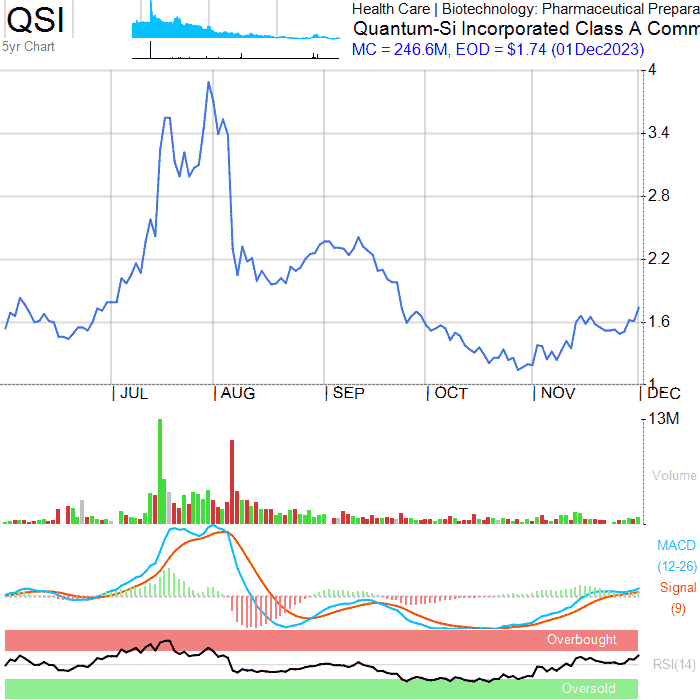 QSI
5yr Chart
Health Care | Biotechnology: Pharmaceutical Prepara
Quantum-Si Incorporated Class A Comm
MC = 246.6M, EOD = $1.74 (01Dec2023)
4
3.4
2.8
2.2
1.6
1
JUL
AUG
SEP
OCT
NOV
DEC
13M
Volume
MACD
(12-26)
Signal
(9)
Overbought
RSI(14)
Oversold